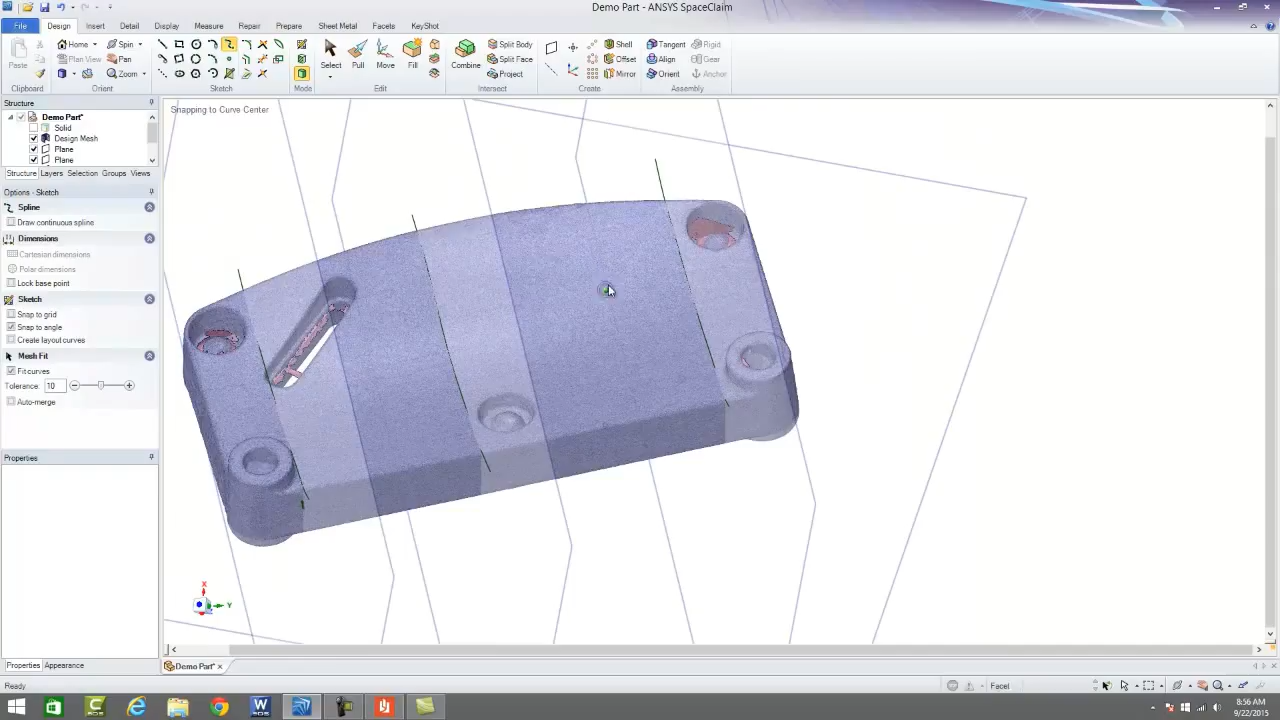 Demo Part - ANSYS SpaceClaim
File Design Insert Detail Display Measure Repair Prepare Sheet Metal Facets KeyShot
Home Spin Split Body Shell Tangent Rigid
Paste Plan View Pan Select Pull Move Fill Combine Split Face Offset Align Gear
Zoom Project Mirror Orient Anchor
Clipboard Orient Sketch Mode Edit Intersect Create Assembly
Structure
Snapping to Curve Center
Demo Part*
Solid
Design Mesh
Plane
Plane
Structure Layers Selection Groups Views
Options - Sketch
Spline
Draw continuous spline
Dimensions
Cartesian dimensions
Polar dimensions
Lock base point
Sketch
Snap to grid
Snap to angle
Create layout curves
Mesh Fit
Fit curves
Tolerance: 10
Auto-merge
Properties
X
Y
Properties Appearance
Demo Part* x
Ready
Facet
8:56 AM
9/22/2015